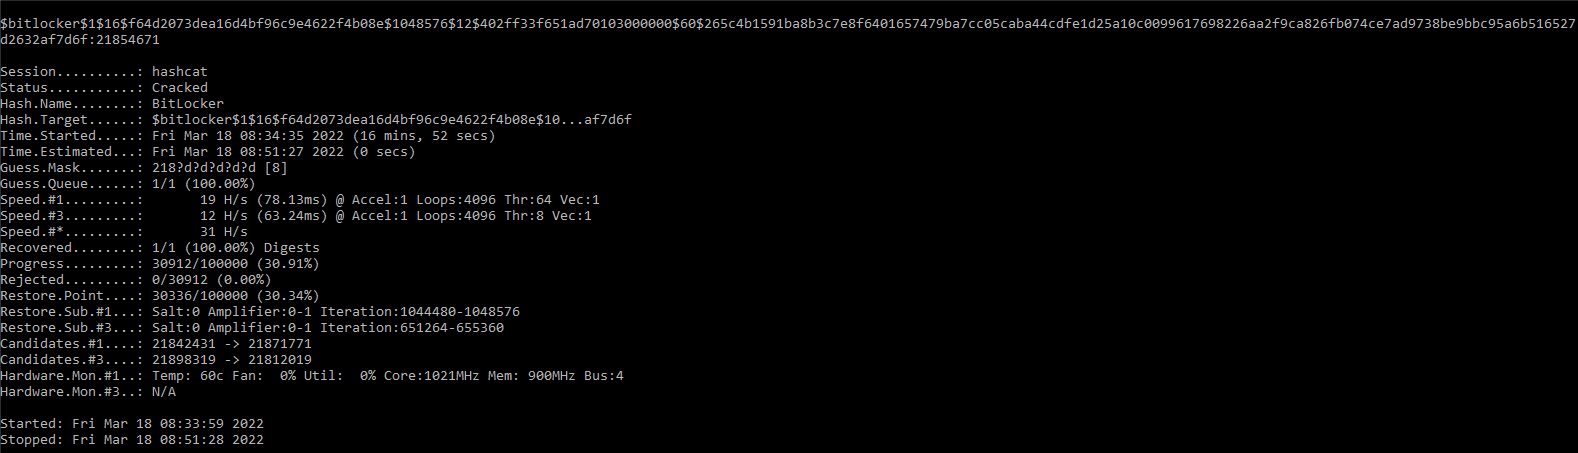 $bitlocker$1$16$f64d2073dea16d4bf96c9e4622f4b08e$1048576$12$402ff33f651ad70103000000$60$265c4b1591ba8b3c7e8f6401657479ba7cc05caba44cdfe1d25a10c0099617698226aa2f9ca826fb074ce7ad9738be9bbc95a6b516527
d2632af7d6f:21854671
Session..........: hashcat
Status...........: Cracked
Hash.Name........: BitLocker
Hash.Target......: $bitlocker$1$16$f64d2073dea16d4bf96c9e4622f4b08e$10...af7d6f
Time.Started.....: Fri Mar 18 08:34:35 2022 (16 mins, 52 secs)
Time.Estimated...: Fri Mar 18 08:51:27 2022 (0 secs)
Guess.Mask.......: 218?d?d?d?d?d [8]
Guess.Queue......: 1/1 (100.00%)
Speed.#1.........:       19 H/s (78.13ms) @ Accel:1 Loops:4096 Thr:64 Vec:1
Speed.#3.........:       12 H/s (63.24ms) @ Accel:1 Loops:4096 Thr:8 Vec:1
Speed.#*.........:       31 H/s
Recovered........: 1/1 (100.00%) Digests
Progress.........: 30912/100000 (30.91%)
Rejected.........: 0/30912 (0.00%)
Restore.Point....: 30336/100000 (30.34%)
Restore.Sub.#1...: Salt:0 Amplifier:0-1 Iteration:1044480-1048576
Restore.Sub.#3...: Salt:0 Amplifier:0-1 Iteration:651264-655360
Candidates.#1....: 21842431 -> 21871771
Candidates.#3....: 21898319 -> 21812019
Hardware.Mon.#1..: Temp: 60c Fan:  0% Util:  0% Core:1021MHz Mem: 900MHz Bus:4
Hardware.Mon.#3..: N/A
Started: Fri Mar 18 08:33:59 2022
Stopped: Fri Mar 18 08:51:28 2022